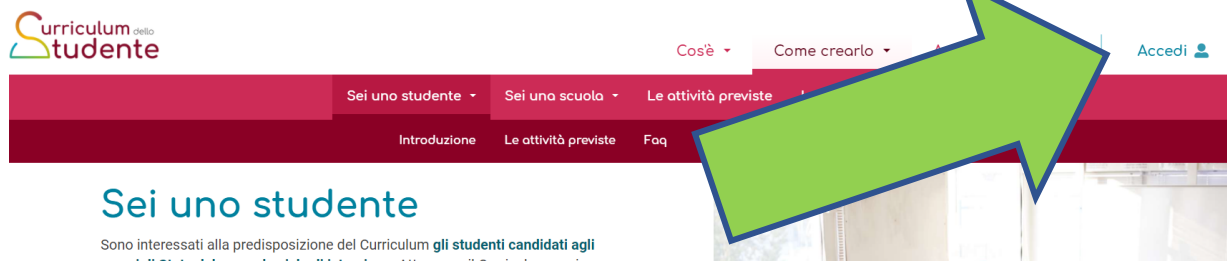 Curriculum dello
Studente
Cos'è
Come crearlo
Accedi
Sei uno studente
Sei una scuola
Le attività previste
Introduzione
Le attività previste
Faq
Sei uno studente
Sono interessati alla predisposizione del Curriculum gli studenti candidati agli